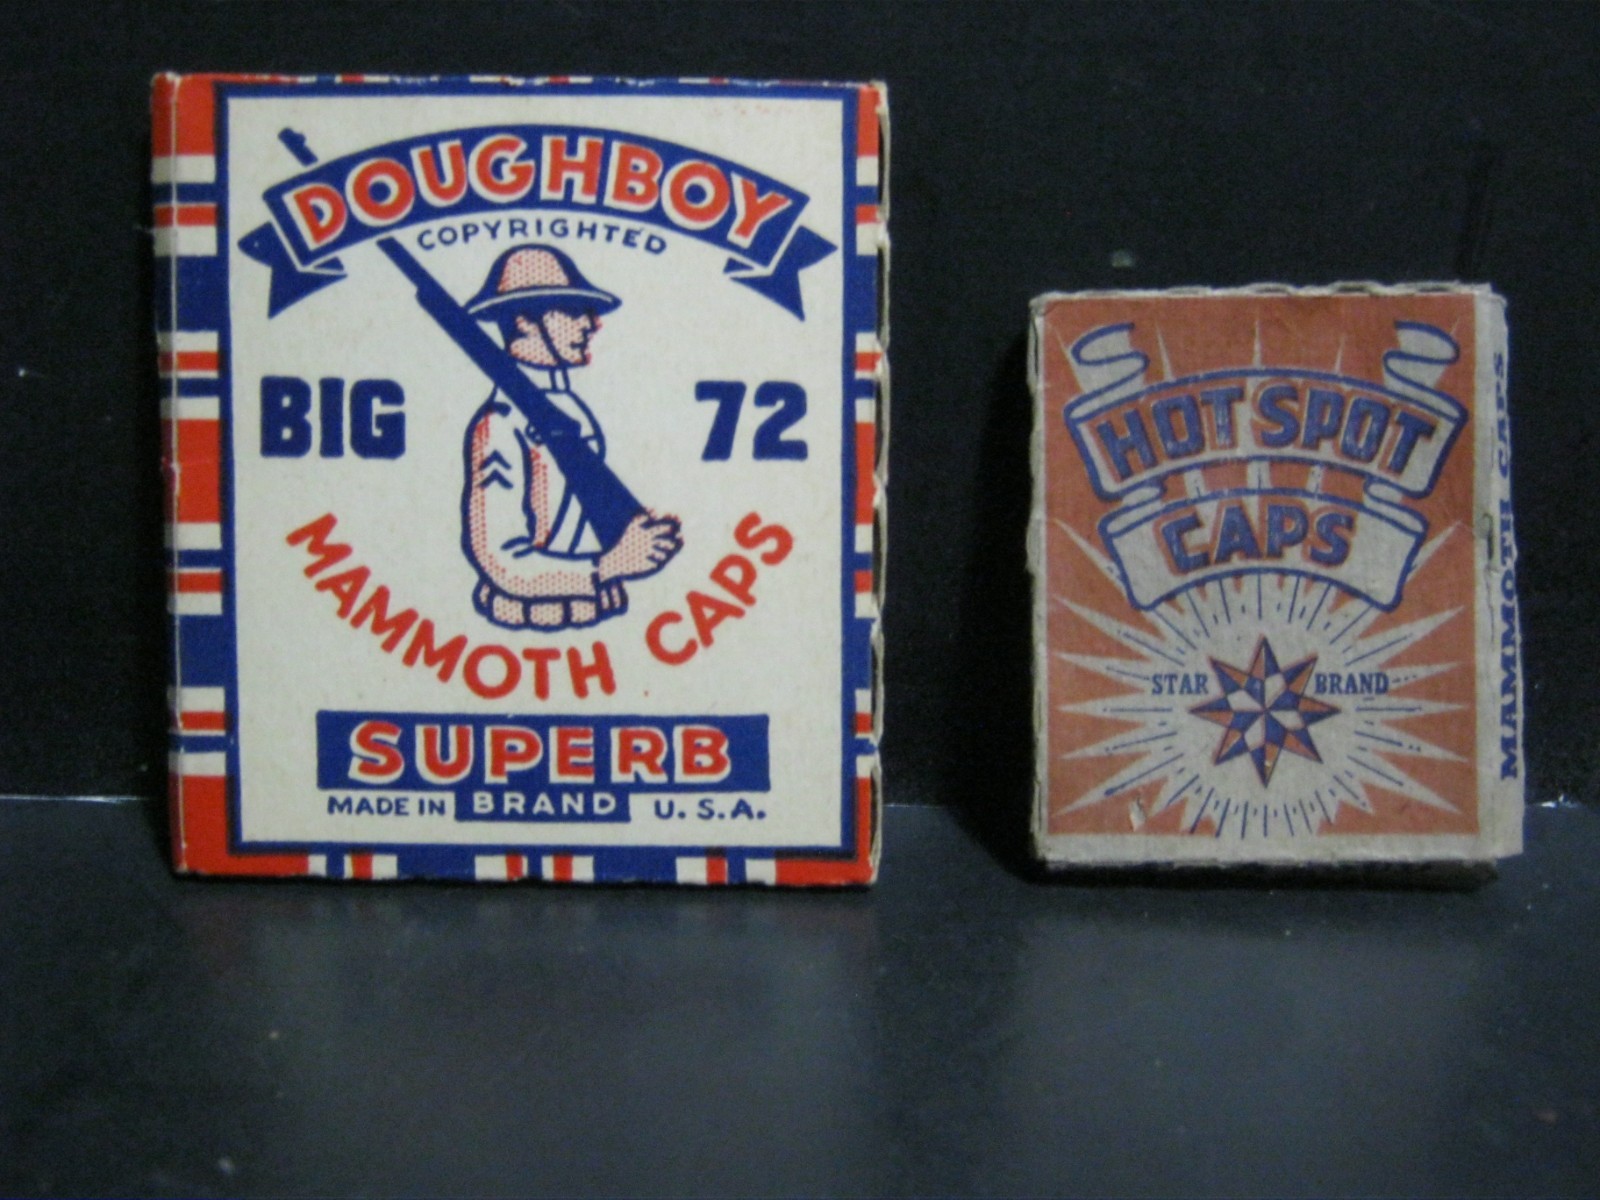 DOUGHBOY
COPYRIGHTED
BIG 72
MAMMOTH CAPS
SUPERB
MADE IN BRAND U.S.A.
HOT SPOT
CAPS
STAR BRAND
MAMMOTH CAPS